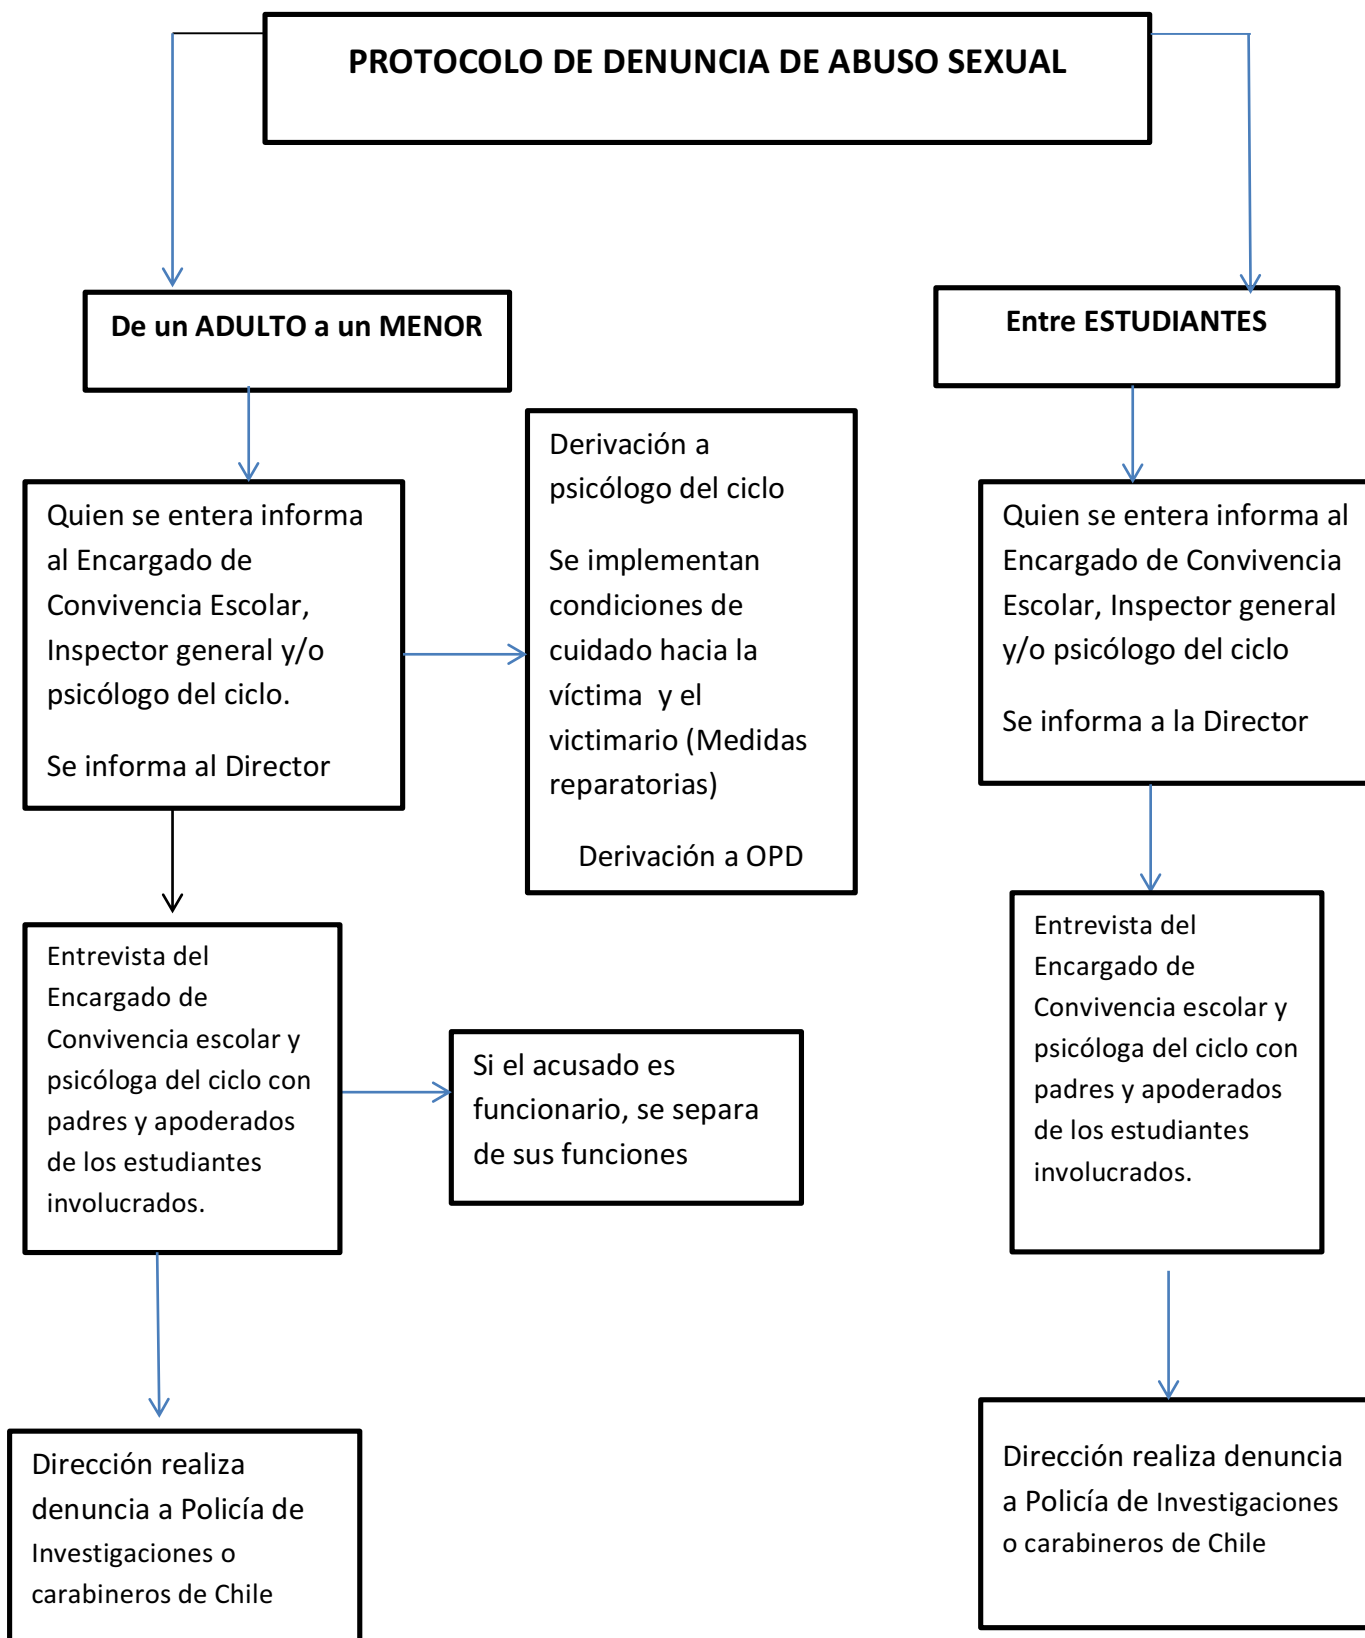 PROTOCOLO DE DENUNCIA DE ABUSO SEXUAL
De un ADULTO a un MENOR
Quien se entera informa
al Encargado de
Convivencia Escolar,
Inspector general y/o
psicólogo del ciclo.
Se informa al Director
Derivación a
psicólogo del ciclo
Se implementan
condiciones de
cuidado hacia la
víctima y el
victimario (Medidas
reparatorias)
Derivación a OPD
Entrevista del
Encargado de
Convivencia escolar y
psicóloga del ciclo con
padres y apoderados
de los estudiantes
involucrados.
Si el acusado es
funcionario, se separa
de sus funciones
Dirección realiza
denuncia a Policía de
Investigaciones o
carabineros de Chile
Entre ESTUDIANTES
Quien se entera informa al
Encargado de Convivencia
Escolar, Inspector general
y/o psicólogo del ciclo
Se informa a la Director
Entrevista del
Encargado de
Convivencia escolar y
psicóloga del ciclo con
padres y apoderados
de los estudiantes
involucrados.
Dirección realiza denuncia
a Policía de Investigaciones
o carabineros de Chile